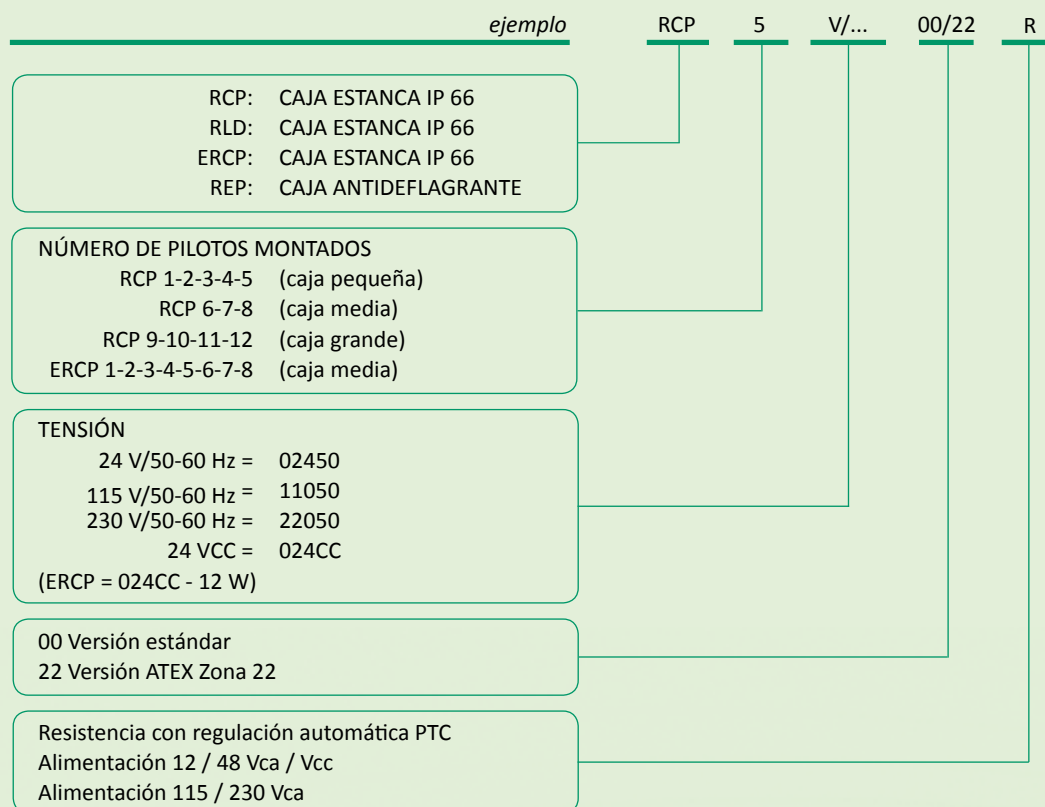 ejemplo RCP 5 V/... 00/22 R
RCP: CAJA ESTANCA IP 66
RLD: CAJA ESTANCA IP 66
ERCP: CAJA ESTANCA IP 66
REP: CAJA ANTIDEFLAGRANTE
NÚMERO DE PILOTOS MONTADOS
RCP 1-2-3-4-5 (caja pequeña)
RCP 6-7-8 (caja media)
RCP 9-10-11-12 (caja grande)
ERCP 1-2-3-4-5-6-7-8 (caja media)
TENSIÓN
24 V/50-60 Hz = 02450
115 V/50-60 Hz = 11050
230 V/50-60 Hz = 22050
24 VCC = 024CC
(ERCP = 024CC - 12 W)
00 Versión estándar
22 Versión ATEX Zona 22
Resistencia con regulación automática PTC
Alimentación 12 / 48 Vca / Vcc
Alimentación 115 / 230 Vca